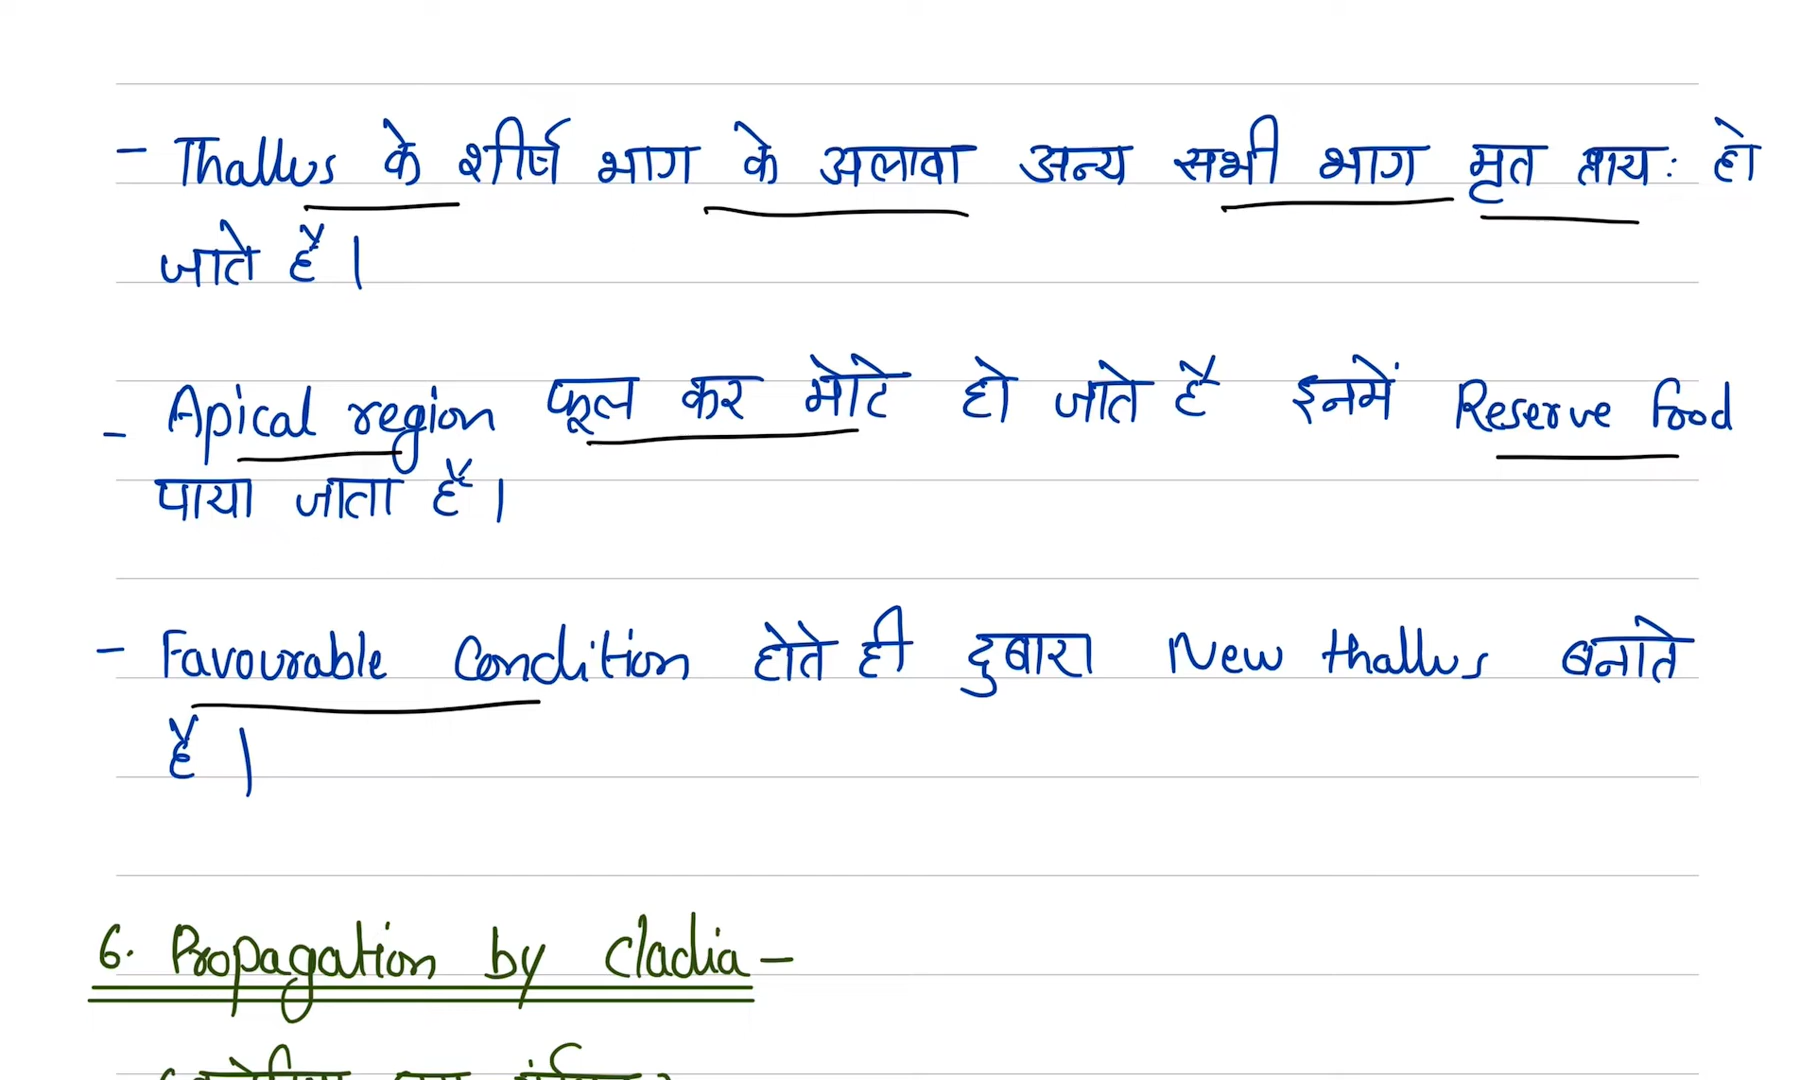 - Thallus के शीर्ष भाग के अलावा अन्य सभी भाग मृत प्राय: हो
जाते हैं।
- Apical region फूल कर मोटे हो जाते है इनमें Reserve food
पाया जाता है।
- Favourable Condition होते ही दुबारा New thallus बनाते
हैं।
6. Propagation by Cladia -